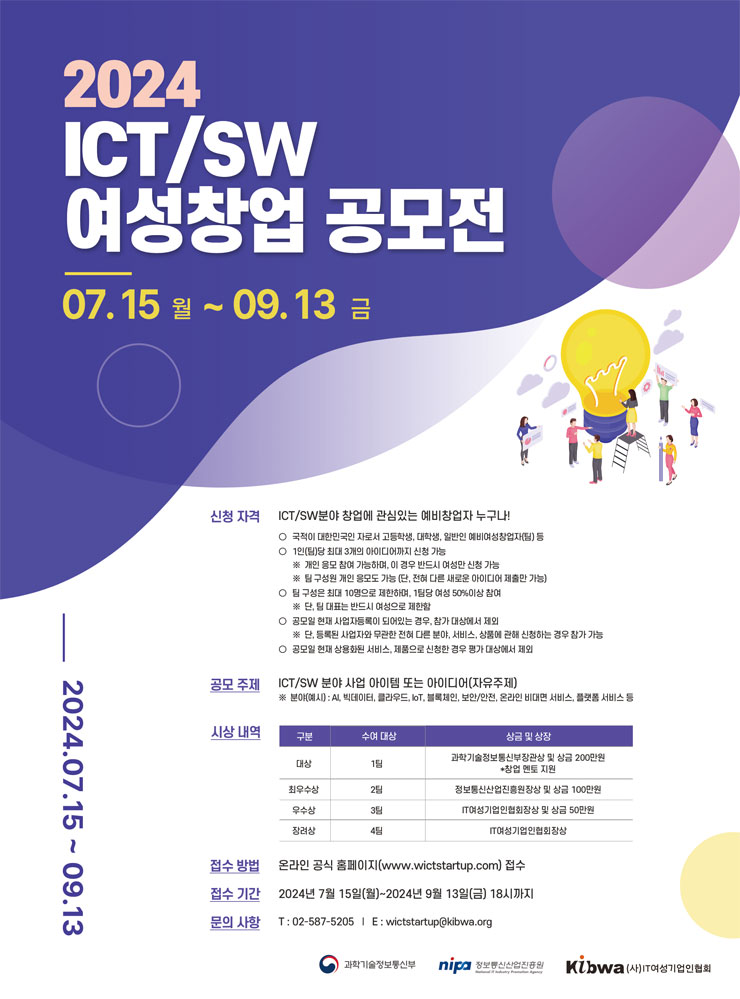 2024
ICT/SW
여성창업 공모전
07. 15 월 ~ 09. 13 금
신청 자격 ICT/SW분야 창업에 관심있는 예비창업자 누구나!
○ 국적이 대한민국인 자로서 고등학생, 대학생, 일반인 예비여성창업자(팀) 등
○ 1인(팀)당 최대 3개의 아이디어까지 신청 가능
※ 개인 응모 참여 가능하며, 이 경우 반드시 여성만 신청 가능
※ 팀 구성원 개인 응모도 가능 (단, 전혀 다른 새로운 아이디어 제출만 가능)
○ 팀 구성은 최대 10명으로 제한하며, 1팀당 여성 50%이상 참여
※ 단, 팀 대표는 반드시 여성으로 제한함
○ 공모일 현재 사업자등록이 되어있는 경우, 참가 대상에서 제외
※ 단, 등록된 사업자와 무관한 전혀 다른 분야, 서비스, 상품에 관해 신청하는 경우 참가 가능
○ 공모일 현재 상용화된 서비스, 제품으로 신청한 경우 평가 대상에서 제외
공모 주제 ICT/SW 분야 사업 아이템 또는 아이디어(자유주제)
※ 분야(예시) : AI, 빅데이터, 클라우드, IoT, 블록체인, 보안/안전, 온라인 비대면 서비스, 플랫폼 서비스 등
시상 내역
구분 수여 대상 상금 및 상장
대상 1팀 과학기술정보통신부장관상 및 상금 200만원
*창업 멘토 지원
최우수상 2팀 정보통신산업진흥원장상 및 상금 100만원
우수상 3팀 IT여성기업인협회장상 및 상금 50만원
장려상 4팀 IT여성기업인협회장상
접수 방법 온라인 공식 홈페이지(www.wictstartup.com) 접수
접수 기간 2024년 7월 15일(월)~2024년 9월 13일(금) 18시까지
문의 사항 T : 02-587-5205 I E : wictstartup@kibwa.org
2024.07.15 ~ 09.13
과학기술정보통신부
nipa 정보통신산업진흥원
National IT Industry Promotion Agency
Kibwa (사)IT여성기업인협회